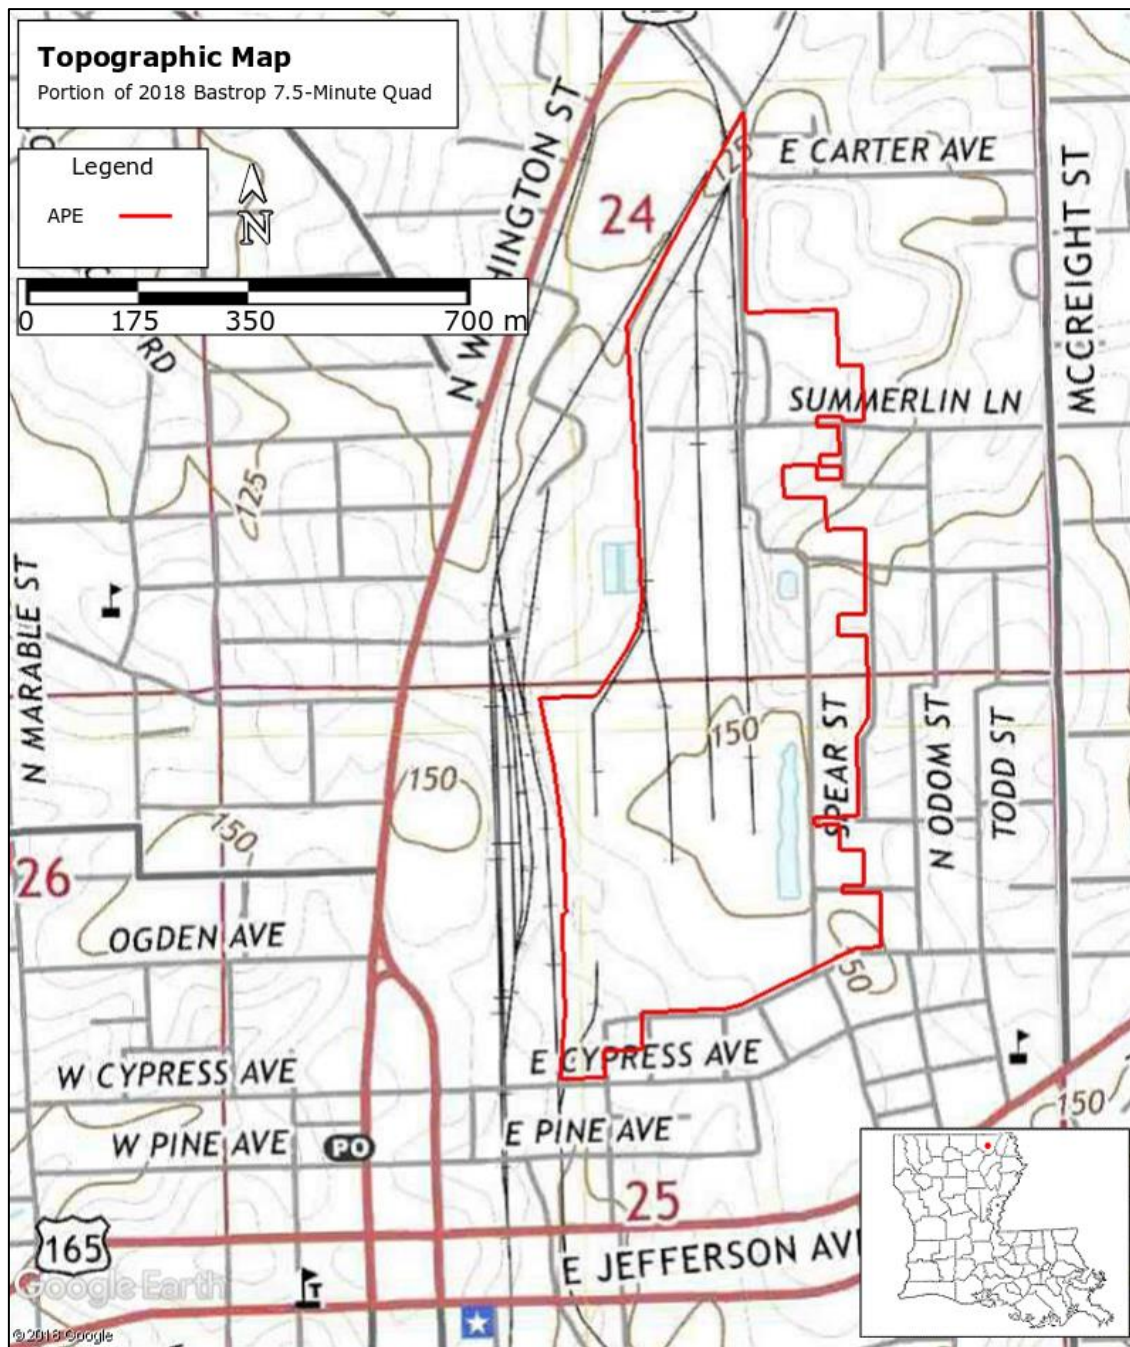 Topographic Map
Portion of 2018 Bastrop 7.5-Minute Quad
Legend
APE
N
0 175 350 700 m
RD
E CARTER AVE
125
24
MCCREIGHT ST
SUMMERLIN LN
125
N MARABLE ST
150
150
150
SPEAR ST
N ODOM ST
TODD ST
26
OGDEN AVE
50
W CYPRESS AVE
E CYPRESS AVE
150
W PINE AVE
PO
E PINE AVE
25
165
E JEFFERSON AV
T
Google Earth
© 2018 Google